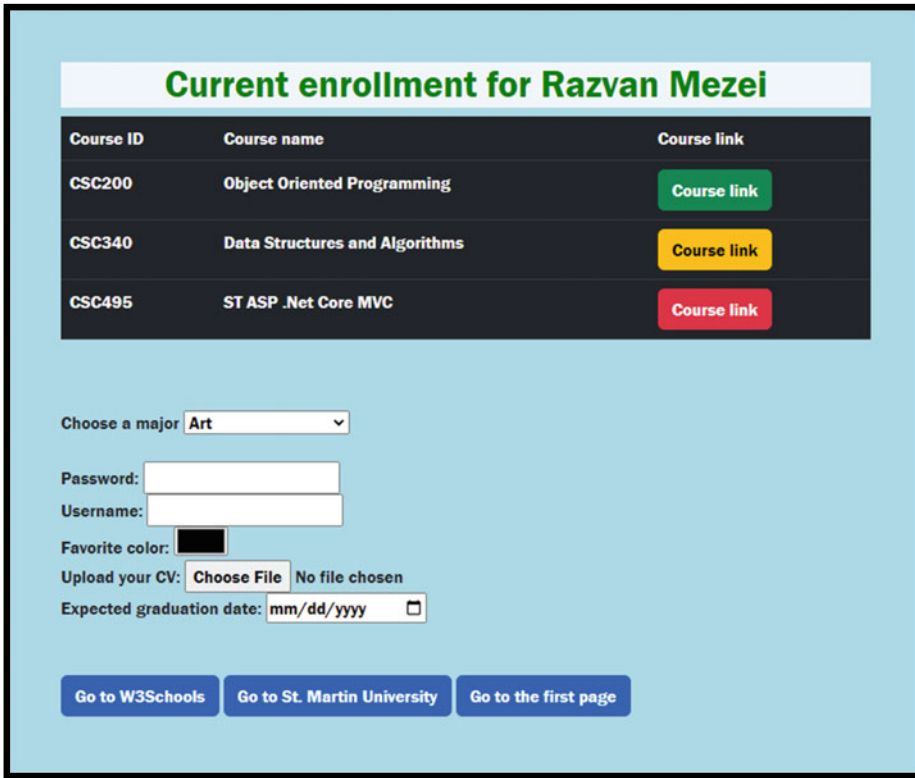 Current enrollment for Razvan Mezei
Course ID Course name Course link
CSC200 Object Oriented Programming Course link
CSC340 Data Structures and Algorithms Course link
CSC495 ST ASP .Net Core MVC Course link
Choose a major Art
Password:
Username:
Favorite color:
Upload your CV: Choose File No file chosen
Expected graduation date: mm/dd/yyyy
Go to W3Schools Go to St. Martin University Go to the first page